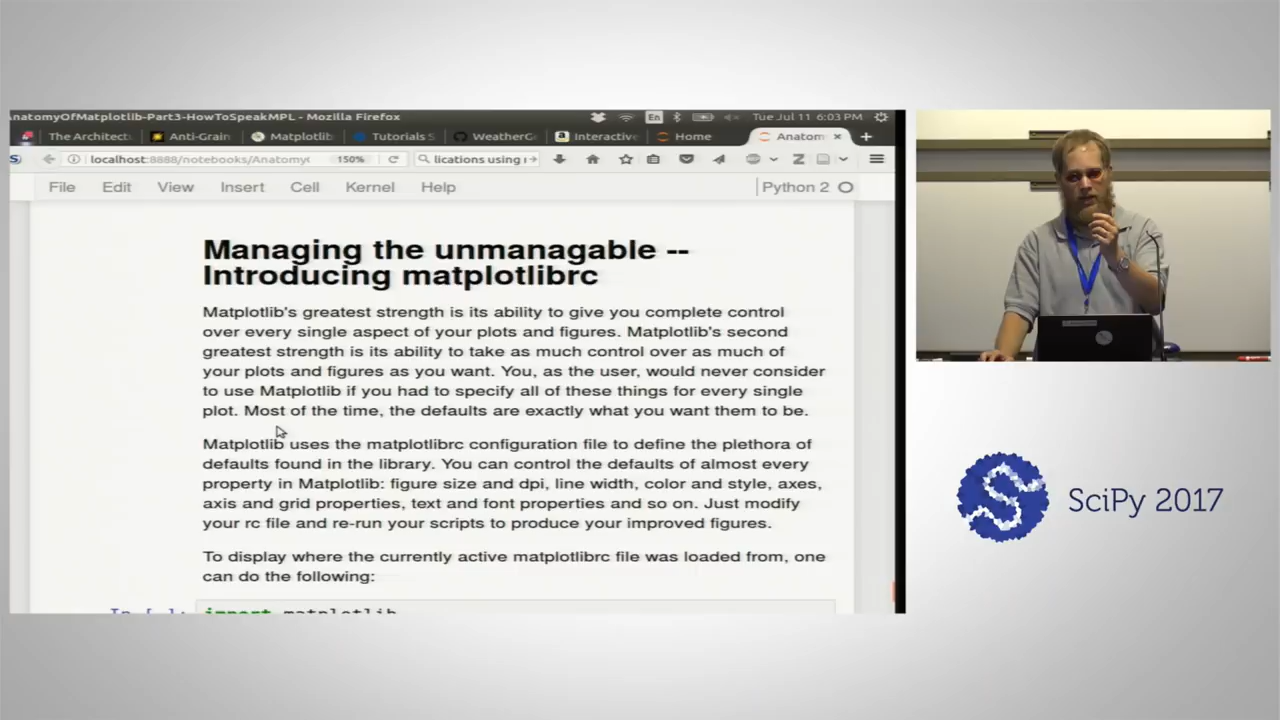 AnatomyOfMatplotlib-Part3-HowToSpeakMPL - Mozilla Firefox
En
Tue Jul 11 6:03 PM
The Architect
Anti-Grain
Matplotlib
Tutorials S
WeatherG
Interactive
Home
Anatom
localhost:8888/notebooks/Anatomy
150%
lications using
File Edit View Insert Cell Kernel Help
Python 2
Managing the unmanagable --
Introducing matplotlibrc
Matplotlib's greatest strength is its ability to give you complete control
over every single aspect of your plots and figures. Matplotlib's second
greatest strength is its ability to take as much control over as much of
your plots and figures as you want. You, as the user, would never consider
to use Matplotlib if you had to specify all of these things for every single
plot. Most of the time, the defaults are exactly what you want them to be.
Matplotlib uses the matplotlibrc configuration file to define the plethora of
defaults found in the library. You can control the defaults of almost every
property in Matplotlib: figure size and dpi, line width, color and style, axes,
axis and grid properties, text and font properties and so on. Just modify
your rc file and re-run your scripts to produce your improved figures.
To display where the currently active matplotlibrc file was loaded from, one
can do the following:
In [ ]: import matplotlib
SciPy 2017